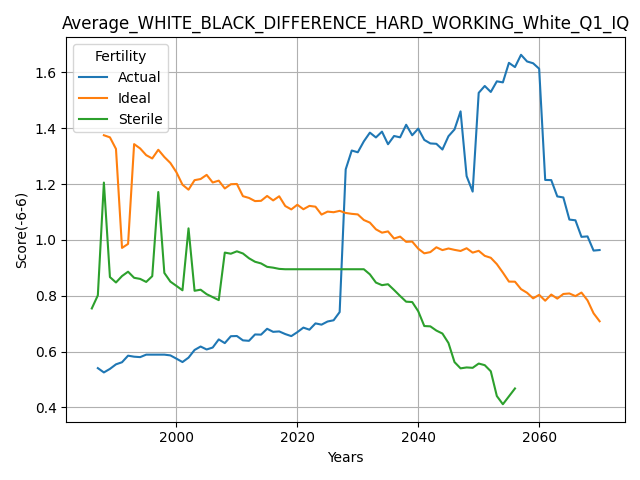 Average_WHITE_BLACK_DIFFERENCE_HARD_WORKING_White_Q1_IQ
Fertility
Actual
Ideal
Sterile
Score(-6-6)
1.6
1.4
1.2
1.0
0.8
0.6
0.4
2000
2020
2040
2060
Years